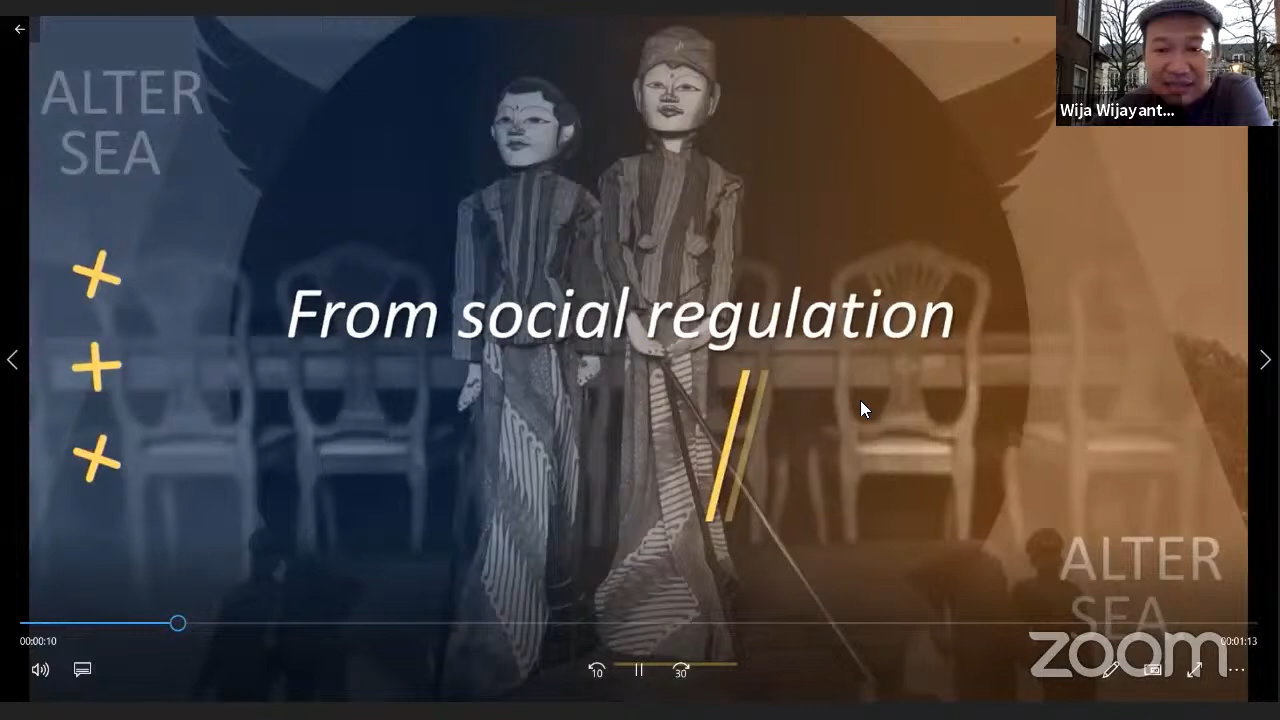 ALTER
SEA
Wija Wijayant...
From social regulation
ALTER
SEA
00:00:10
00:01:13
zoom
10
30